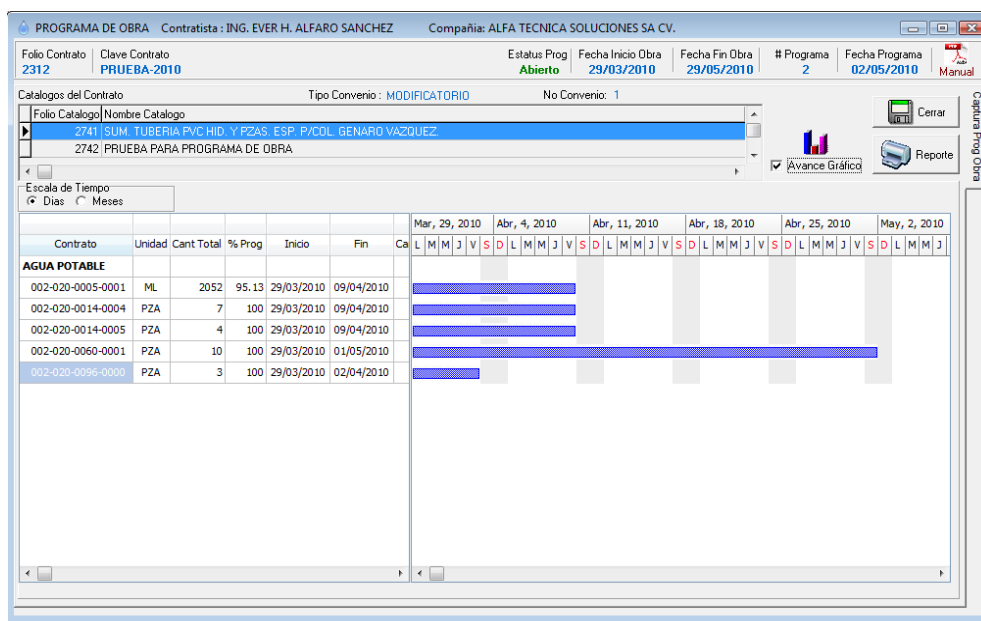 PROGRAMA DE OBRA Contratista : ING. EVER H. ALFARO SANCHEZ Compañia: ALFA TECNICA SOLUCIONES SA CV.
Folio Contrato Clave Contrato Estatus Prog Fecha Inicio Obra Fecha Fin Obra # Programa Fecha Programa
2312 PRUEBA-2010 Abierto 29/03/2010 29/05/2010 2 02/05/2010 Manual
Catalogos del Contrato Tipo Convenio : MODIFICATORIO No Convenio: 1
Folio Catalogo Nombre Catalogo
2741 SUM. TUBERIA PVC HID. Y PZAS. ESP. P/COL. GENARO VAZQUEZ.
2742 PRUEBA PARA PROGRAMA DE OBRA
Avance Gráfico
Cerrar
Reporte
Captura Prog Obra
Escala de Tiempo
Dias Meses
Mar, 29, 2010 Abr, 4, 2010 Abr, 11, 2010 Abr, 18, 2010 Abr, 25, 2010 May, 2, 2010
Contrato Unidad Cant Total % Prog Inicio Fin Ca L M M J V S D L M M J V S D L M M J V S D L M M J V S D L M M J V S D L M M J
AGUA POTABLE
002-020-0005-0001 ML 2052 95.13 29/03/2010 09/04/2010
002-020-0014-0004 PZA 7 100 29/03/2010 09/04/2010
002-020-0014-0005 PZA 4 100 29/03/2010 09/04/2010
002-020-0060-0001 PZA 10 100 29/03/2010 01/05/2010
002-020-0096-0000 PZA 3 100 29/03/2010 02/04/2010